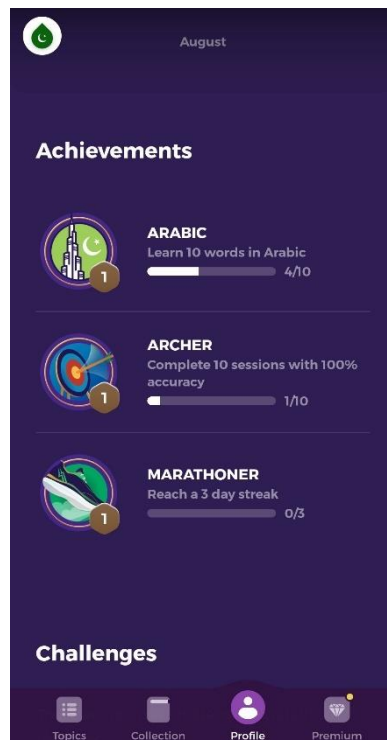 August
Achievements
ARABIC
Learn 10 words in Arabic
4/10
1
ARCHER
Complete 10 sessions with 100%
accuracy
1/10
1
MARATHONER
Reach a 3 day streak
0/3
1
Challenges
Topics
Collection
Profile
Premium